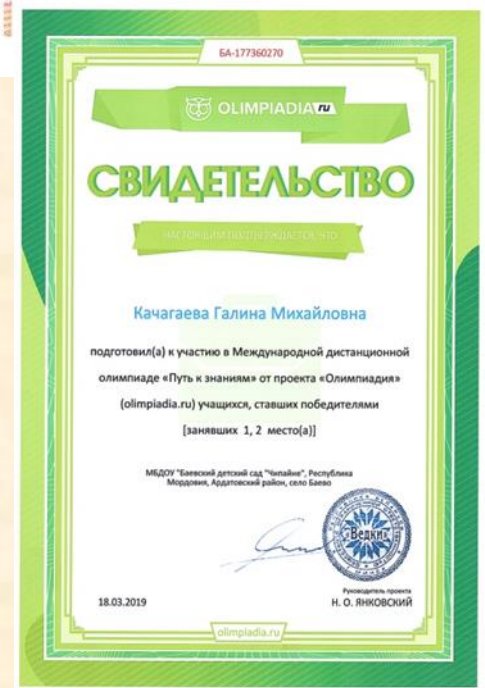 БА-177360270
OLIMPIADIA ru
СВИДЕТЕЛЬСТВО
НАСТОЯЩИМ ПОДТВЕРЖДАЕТСЯ, ЧТО
Качагаева Галина Михайловна
подготовил(а) к участию в Международной дистанционной
олимпиаде «Путь к знаниям» от проекта «Олимпиадия»
(olimpiadia.ru) учащихся, ставших победителями
[занявших 1, 2 место(а)]
МБДОУ "Баевский детский сад "Чипайне", Республика
Мордовия, Ардатовский район, село Баево
«Ведки»
Руководитель проекта
18.03.2019 Н. О. ЯНКОВСКИЙ
olimpiadia.ru